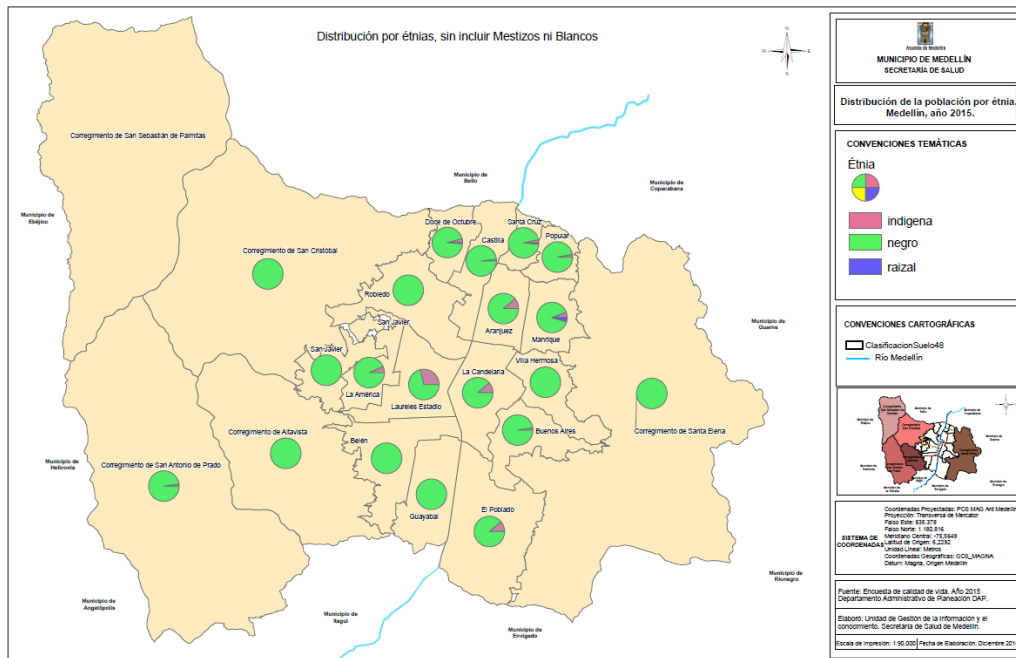 Distribución por étnias, sin incluir Mestizos ni Blancos
N
W
E
S
Corregimiento de San Sebastián de Palmitas
Municipio de
Bello
Municipio de
Copacabana
Municipio de
Ebéjico
Doce de Octubre
Santa Cruz
Castilla
Popular
Corregimiento de San Cristóbal
Robledo
San Javier
Aranjuez
Manrique
Municipio de
Guarne
San Javier
La América
Laureles Estadio
La Candelaria
Villa Hermosa
Corregimiento de Altavista
Belén
Buenos Aires
Corregimiento de Santa Elena
Municipio de
Heliconia
Corregimiento de San Antonio de Prado
Guayabal
El Poblado
Municipio de
Rionegro
Municipio de
Angelópolis
Municipio de
Itagui
Municipio de
Envigado
Alcaldía de Medellín
MUNICIPIO DE MEDELLÍN
SECRETARÍA DE SALUD
Distribución de la población por étnia.
Medellín, año 2015.
CONVENCIONES TEMÀTICAS
Étnia
indigena
negro
raizal
CONVENCIONES CARTOGRÁFICAS
ClasificacionSuelo48
Río Medellín
SISTEMA DE
COORDENADAS
Coordenadas Proyectadas: PCS MAG Ant Medellin
Proyección: Transversa de Mercator
Falso Este: 835.378
Falso Norte: 1.180.816
Meridiano Central: -75,5649
Latitud de Origen: 6,2292
Unidad Lineal: Metros
Coordenadas Geográficas: GCS_MAGNA
Datum: Magna, Origen Medellín
Fuente: Encuesta de calidad de vida. Año 2015
Departamento Administrativo de Planeación DAP.
Elaboró: Unidad de Gestión de la Información y el
conocimiento. Secretaría de Salud de Medellín.
Escala de impresión: 1:90.000
Fecha de Elaboración: Diciembre